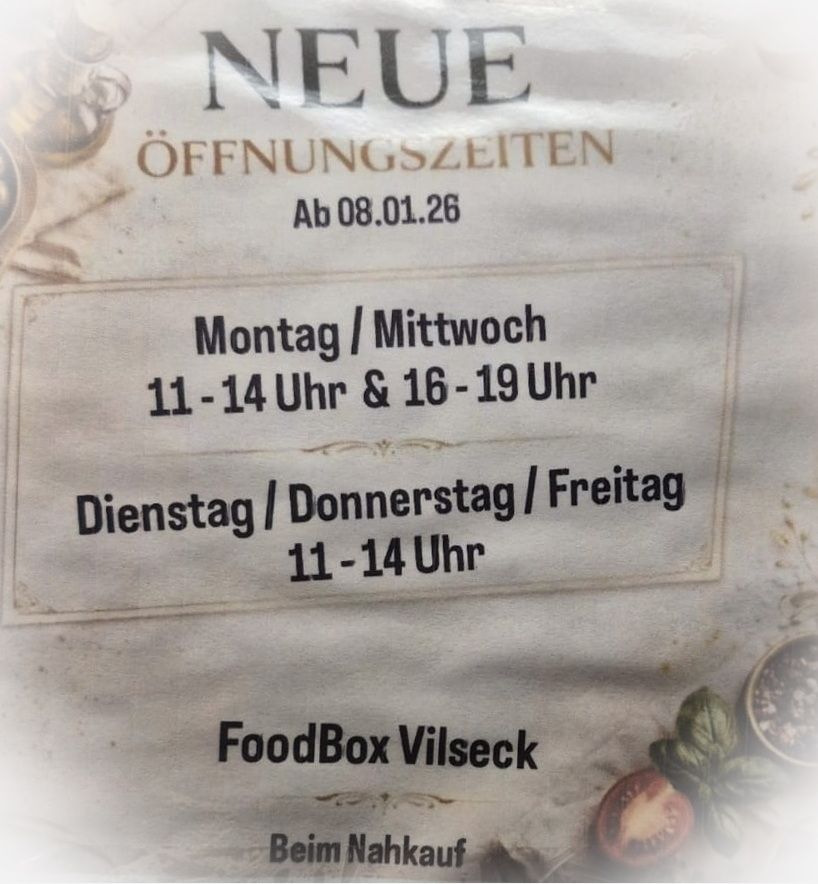 NEUE
ÖFFNUNGSZEITEN
Ab 08.01.26
Montag / Mittwoch
11 - 14 Uhr & 16 - 19 Uhr
Dienstag / Donnerstag / Freitag
11 - 14 Uhr
FoodBox Vilseck
Beim Nahkauf